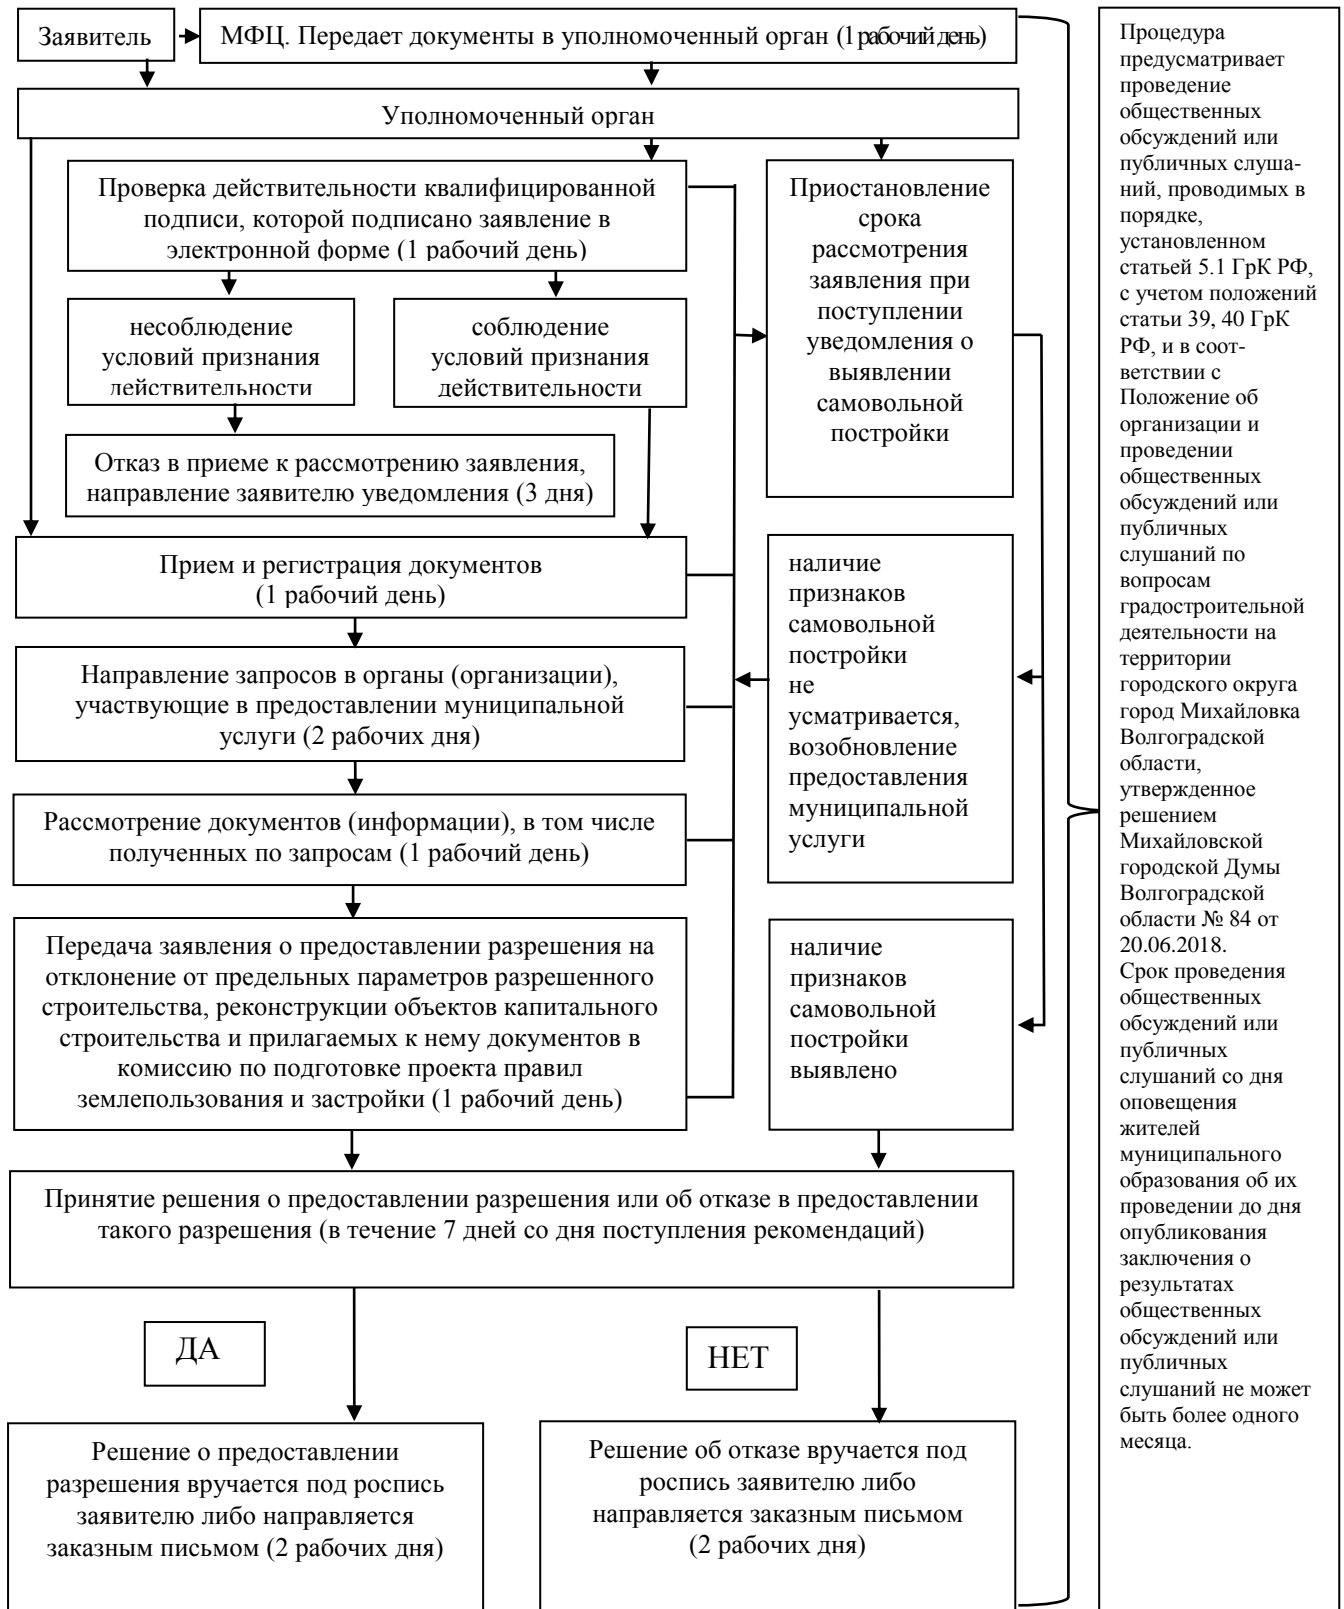 Заявитель
МФЦ. Передает документы в уполномоченный орган (1рабочий день)
Уполномоченный орган
Проверка действительности квалифицированной
подписи, которой подписано заявление в
электронной форме (1 рабочий день)
Приостановление
срока
рассмотрения
заявления при
поступлении
уведомления о
выявлении
самовольной
постройки
несоблюдение
условий признания
действительности
соблюдение
условий признания
действительности
Отказ в приеме к рассмотрению заявления,
направление заявителю уведомления (3 дня)
Прием и регистрация документов
(1 рабочий день)
наличие
признаков
самовольной
постройки
не
усматривается,
возобновление
предоставления
муниципальной
услуги
Направление запросов в органы (организации),
участвующие в предоставлении муниципальной
услуги (2 рабочих дня)
Рассмотрение документов (информации), в том числе
полученных по запросам (1 рабочий день)
Передача заявления о предоставлении разрешения на
отклонение от предельных параметров разрешенного
строительства, реконструкции объектов капитального
строительства и прилагаемых к нему документов в
комиссию по подготовке проекта правил
землепользования и застройки (1 рабочий день)
наличие
признаков
самовольной
постройки
выявлено
Принятие решения о предоставлении разрешения или об отказе в предоставлении
такого разрешения (в течение 7 дней со дня поступления рекомендаций)
ДА
НЕТ
Решение о предоставлении
разрешения вручается под роспись
заявителю либо направляется
заказным письмом (2 рабочих дня)
Решение об отказе вручается под
роспись заявителю либо
направляется заказным письмом
(2 рабочих дня)
Процедура
предусматривает
проведение
общественных
обсуждений или
публичных слуша-
ний, проводимых в
порядке,
установленном
статьей 5.1 ГрК РФ,
с учетом положений
статьи 39, 40 ГрК
РФ, и в соот-
ветствии с
Положение об
организации и
проведении
общественных
обсуждений или
публичных
слушаний по
вопросам
градостроительной
деятельности на
территории
городского округа
город Михайловка
Волгоградской
области,
утвержденное
решением
Михайловской
городской Думы
Волгоградской
области № 84 от
20.06.2018.
Срок проведения
общественных
обсуждений или
публичных
слушаний со дня
оповещения
жителей
муниципального
образования об их
проведении до дня
опубликования
заключения о
результатах
общественных
обсуждений или
публичных
слушаний не может
быть более одного
месяца.